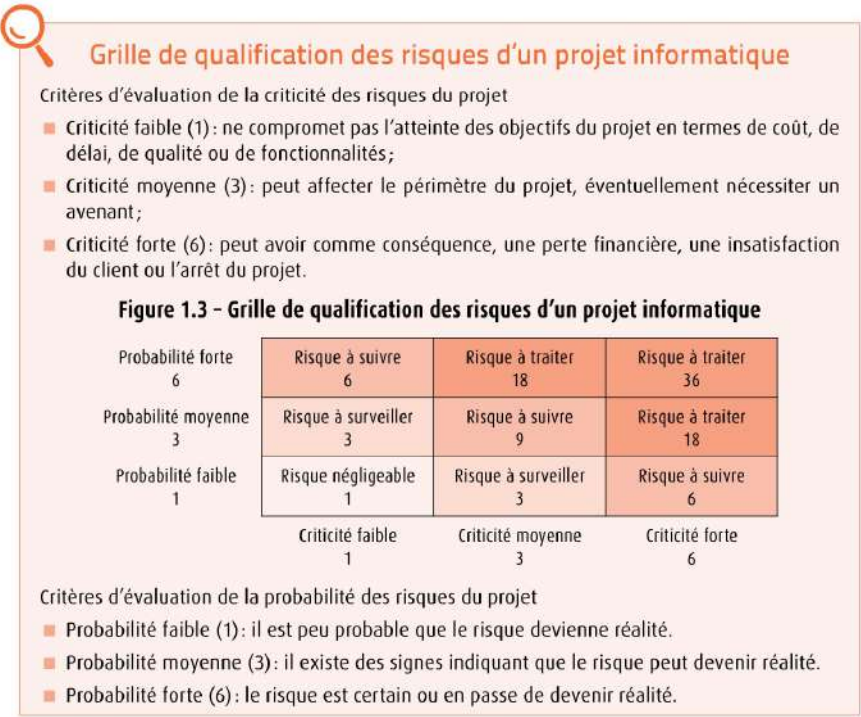 Grille de qualification des risques d'un projet informatique
Critères d'évaluation de la criticité des risques du projet
■ Criticité faible (1) : ne compromet pas l'atteinte des objectifs du projet en termes de coût, de
délai, de qualité ou de fonctionnalités ;
■ Criticité moyenne (3) : peut affecter le périmètre du projet, éventuellement nécessiter un
avenant ;
■ Criticité forte (6) : peut avoir comme conséquence, une perte financière, une insatisfaction
du client ou l'arrêt du projet.
Figure 1.3 – Grille de qualification des risques d'un projet informatique
Probabilité forte Risque à suivre Risque à traiter Risque à traiter
6 6 18 36
Probabilité moyenne Risque à surveiller Risque à suivre Risque à traiter
3 3 9 18
Probabilité faible Risque négligeable Risque à surveiller Risque à suivre
1 1 3 6
Criticité faible Criticité moyenne Criticité forte
1 3 6
Critères d'évaluation de la probabilité des risques du projet
■ Probabilité faible (1) : il est peu probable que le risque devienne réalité.
■ Probabilité moyenne (3) : il existe des signes indiquant que le risque peut devenir réalité.
■ Probabilité forte (6) : le risque est certain ou en passe de devenir réalité.